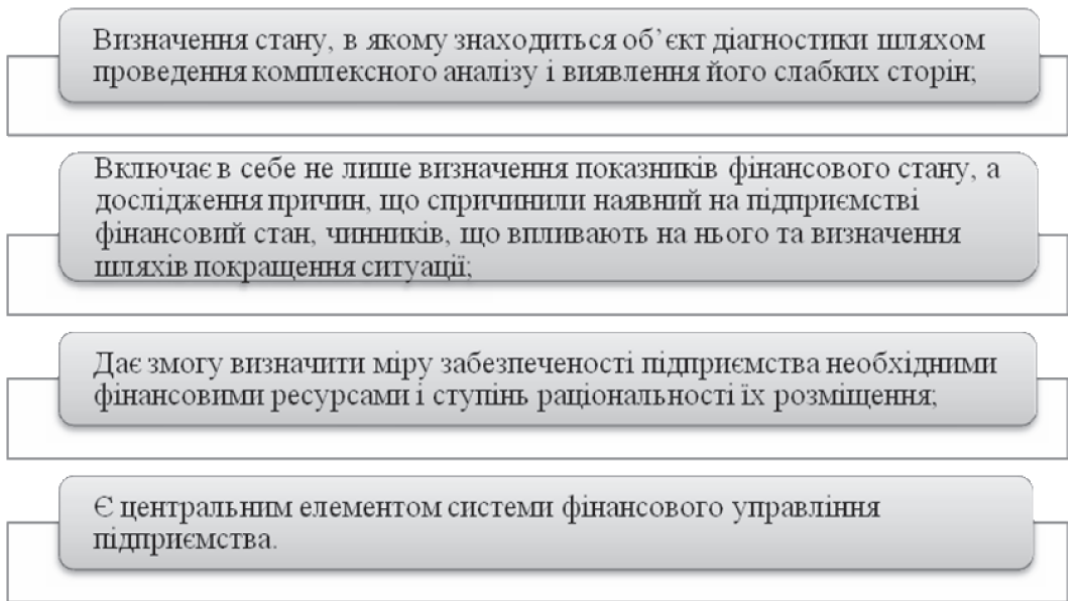 Визначення стану, в якому знаходиться об’єкт діагностики шляхом
проведення комплексного аналізу і виявлення його слабких сторін;
Включає в себе не лише визначення показників фінансового стану, а
дослідження причин, що спричинили наявний на підприємстві
фінансовий стан, чинників, що впливають на нього та визначення
шляхів покращення ситуації;
Дає змогу визначити міру забезпеченості підприємства необхідними
фінансовими ресурсами і ступінь раціональності їх розміщення;
Є центральним елементом системи фінансового управління
підприємства.